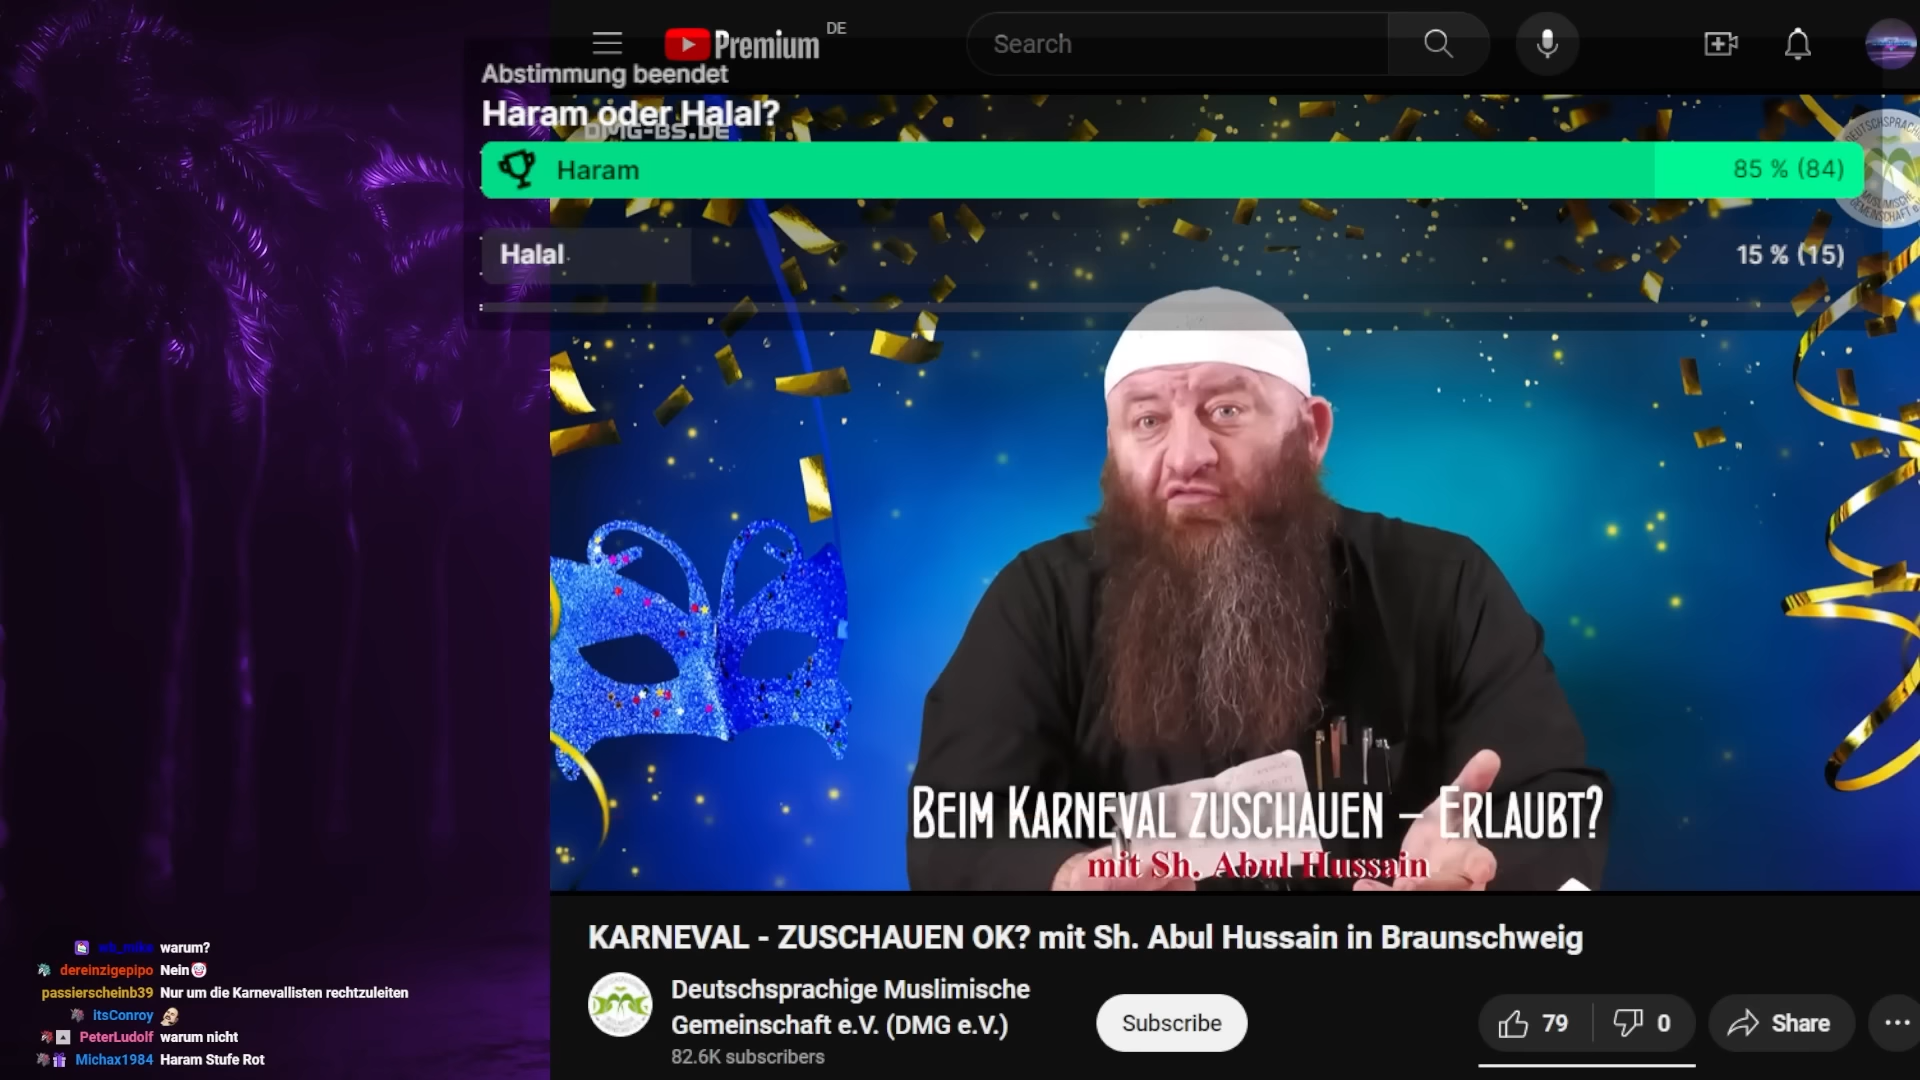 Premium
DE
Search
Abstimmung beendet
Haram oder Halal?
DMG-BS.DE
Haram
85 % (84)
Halal
15 % (15)
BEIM KARNEVAL ZUSCHAUEN – ERLAUBT?
mit Sh. Abul Hussain
KARNEVAL - ZUSCHAUEN OK? mit Sh. Abul Hussain in Braunschweig
Deutschsprachige Muslimische
Gemeinschaft e.V. (DMG e.V.)
82.6K subscribers
Subscribe
79
0
Share
warum?
dereinzigepipo Nein
passierscheinb39 Nur um die Karnevallisten rechtzuleiten
itsConroy
PeterLudolf warum nicht
Michax1984 Haram Stufe Rot